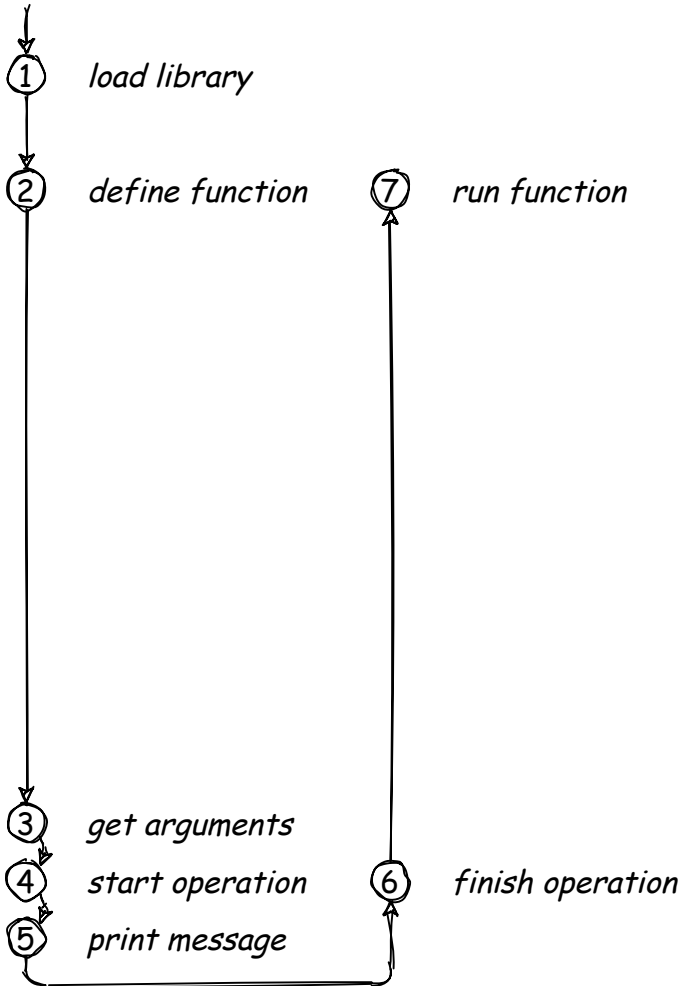 1 load library
2 define function
7 run function
3 get arguments
4 start operation
6 finish operation
5 print message